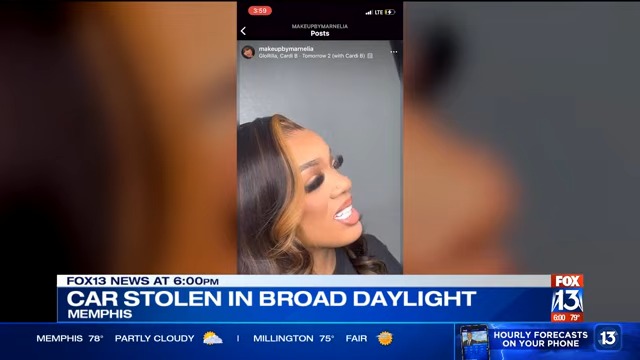 3:59
LTE
MAKEUPBYMARNELIA
Posts
makeupbymarnelia
GloRilla, Cardi B · Tomorrow 2 (with Cardi B)
FOX13 NEWS AT 6:00PM
CAR STOLEN IN BROAD DAYLIGHT
MEMPHIS
FOX
13
6:00 79°
MEMPHIS 78° PARTLY CLOUDY | MILLINGTON 75° FAIR
HOURLY FORECASTS
ON YOUR PHONE
13